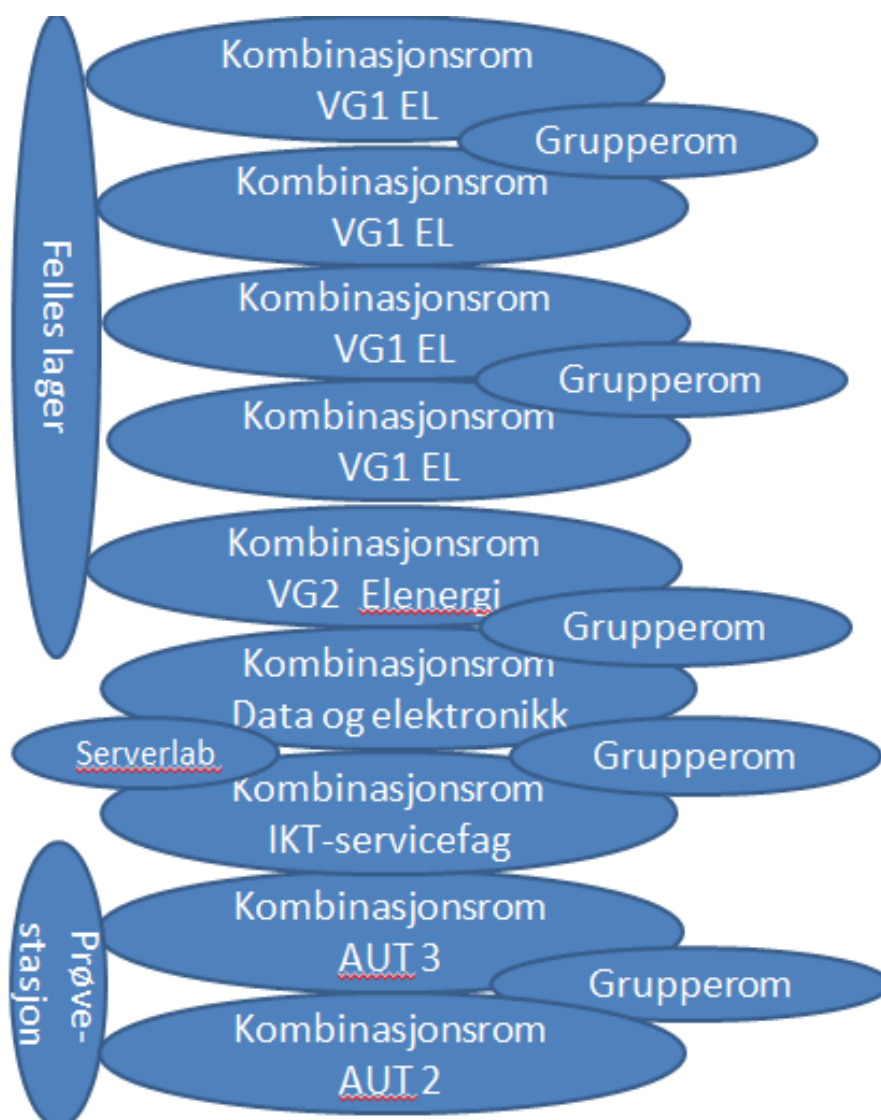 Kombinasjonsrom
VG1 EL
Grupperom
Kombinasjonsrom
VG1 EL
Felles lager
Kombinasjonsrom
VG1 EL
Grupperom
Kombinasjonsrom
VG1 EL
Kombinasjonsrom
VG2 Elenergi
Grupperom
Kombinasjonsrom
Data og elektronikk
Serverlab
Grupperom
Kombinasjonsrom
IKT-servicefag
Kombinasjonsrom
AUT 3
Prøve-
stasjon
Grupperom
Kombinasjonsrom
AUT 2